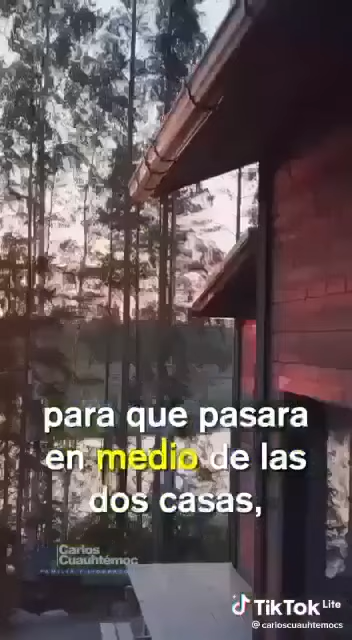 para que pasara
en medio de las
dos casas,
Carlos
Cuauhtémoc
TikTok Lite
@carloscuauhtemocs